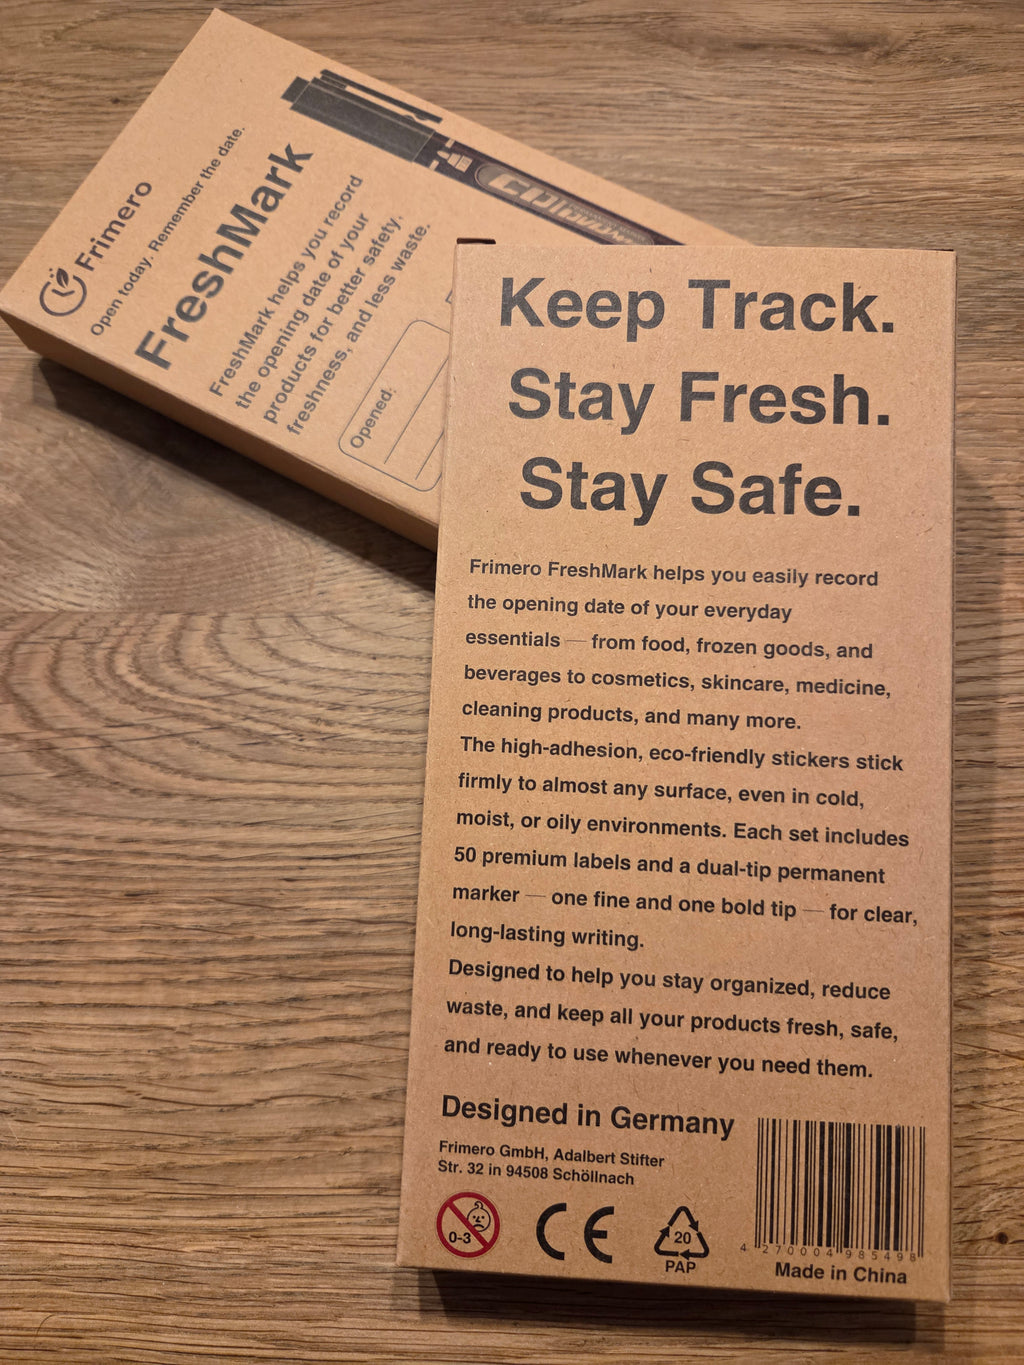 Frimero
Open today. Remember the date.
FreshMark
FreshMark helps you record
the opening date of your
products for better safety,
freshness, and less waste.
Opened:
Keep Track.
Stay Fresh.
Stay Safe.
Frimero FreshMark helps you easily record
the opening date of your everyday
essentials — from food, frozen goods, and
beverages to cosmetics, skincare, medicine,
cleaning products, and many more.
The high-adhesion, eco-friendly stickers stick
firmly to almost any surface, even in cold,
moist, or oily environments. Each set includes
50 premium labels and a dual-tip permanent
marker — one fine and one bold tip — for clear,
long-lasting writing.
Designed to help you stay organized, reduce
waste, and keep all your products fresh, safe,
and ready to use whenever you need them.
Designed in Germany
Frimero GmbH, Adalbert Stifter
Str. 32 in 94508 Schöllnach
0-3
CE
20
PAP
4 270004 985498
Made in China